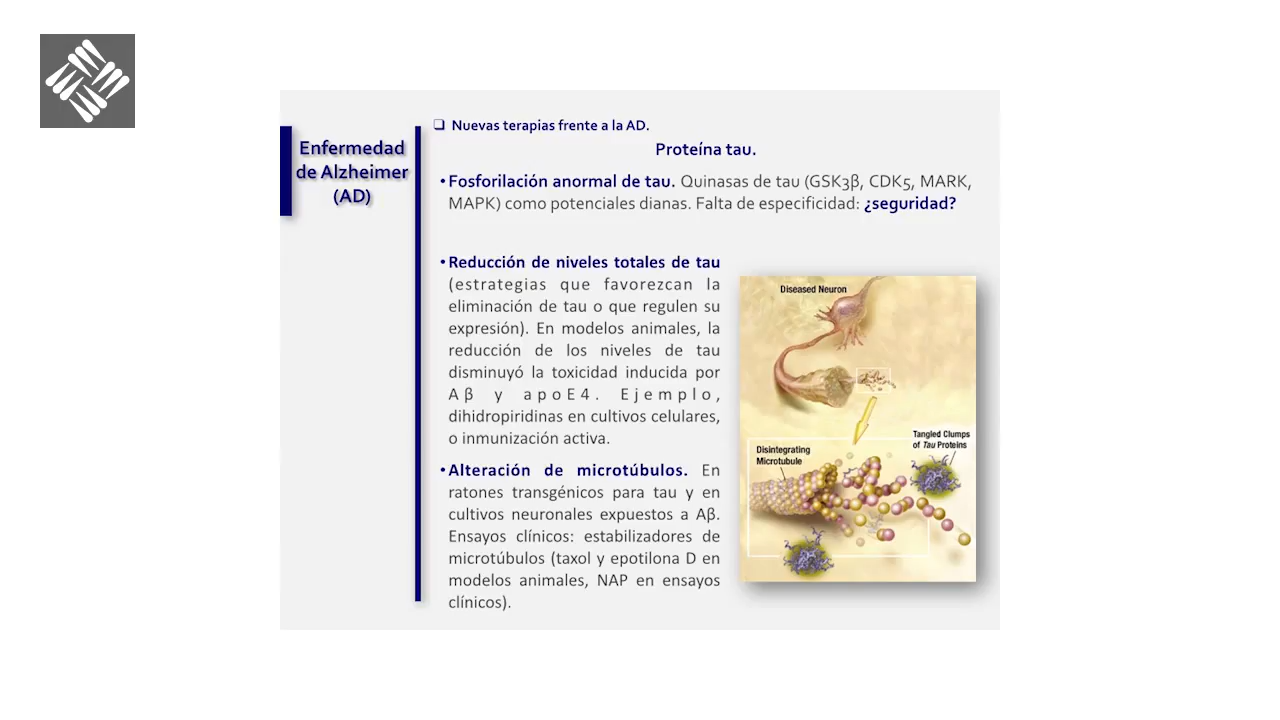 Enfermedad
de Alzheimer
(AD)
❑ Nuevas terapias frente a la AD.
Proteína tau.
• Fosforilación anormal de tau. Quinasas de tau (GSK3β, CDK5, MARK,
MAPK) como potenciales dianas. Falta de especificidad: ¿seguridad?
• Reducción de niveles totales de tau
(estrategias que favorezcan la
eliminación de tau o que regulen su
expresión). En modelos animales, la
reducción de los niveles de tau
disminuyó la toxicidad inducida por
Aβ y apoE4. Ejemplo,
dihidropiridinas en cultivos celulares,
o inmunización activa.
• Alteración de microtúbulos. En
ratones transgénicos para tau y en
cultivos neuronales expuestos a Aβ.
Ensayos clínicos: estabilizadores de
microtúbulos (taxol y epotilona D en
modelos animales, NAP en ensayos
clínicos).
Diseased Neuron
Tangled Clumps
of Tau Proteins
Disintegrating
Microtubule